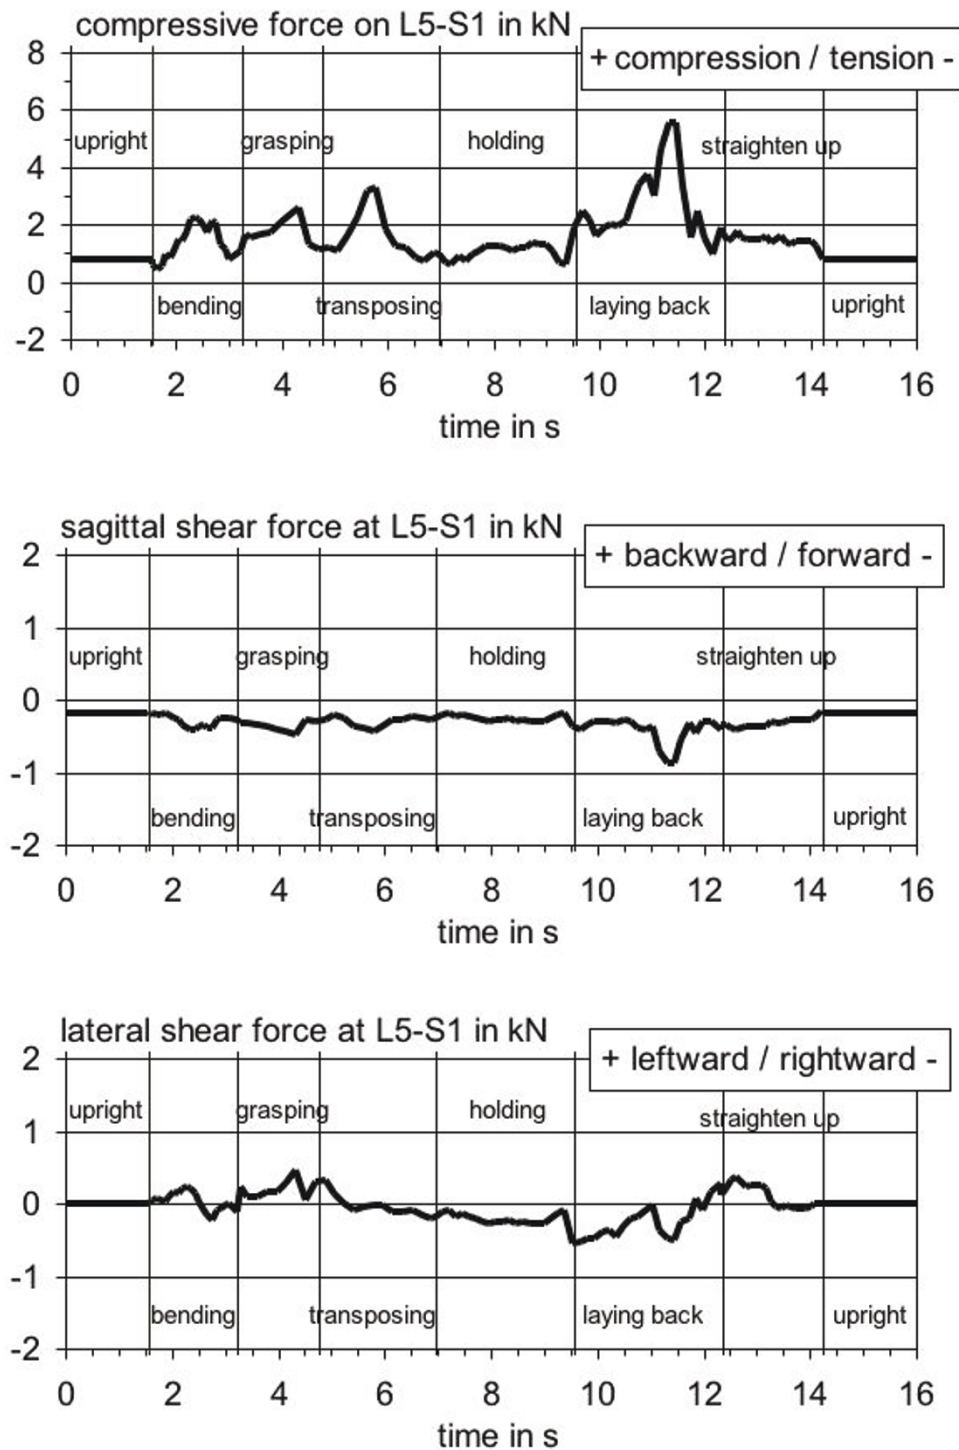 compressive force on L5-S1 in kN
+ compression / tension -
8
6
upright grasping holding straighten up
4
2
0
bending transposing laying back upright
-2
0 2 4 6 8 10 12 14 16
time in s
sagittal shear force at L5-S1 in kN
+ backward / forward -
2
1
upright grasping holding straighten up
0
-1
bending transposing laying back upright
-2
0 2 4 6 8 10 12 14 16
time in s
lateral shear force at L5-S1 in kN
+ leftward / rightward -
2
upright grasping holding straighten up
1
0
-1
bending transposing laying back upright
-2
0 2 4 6 8 10 12 14 16
time in s